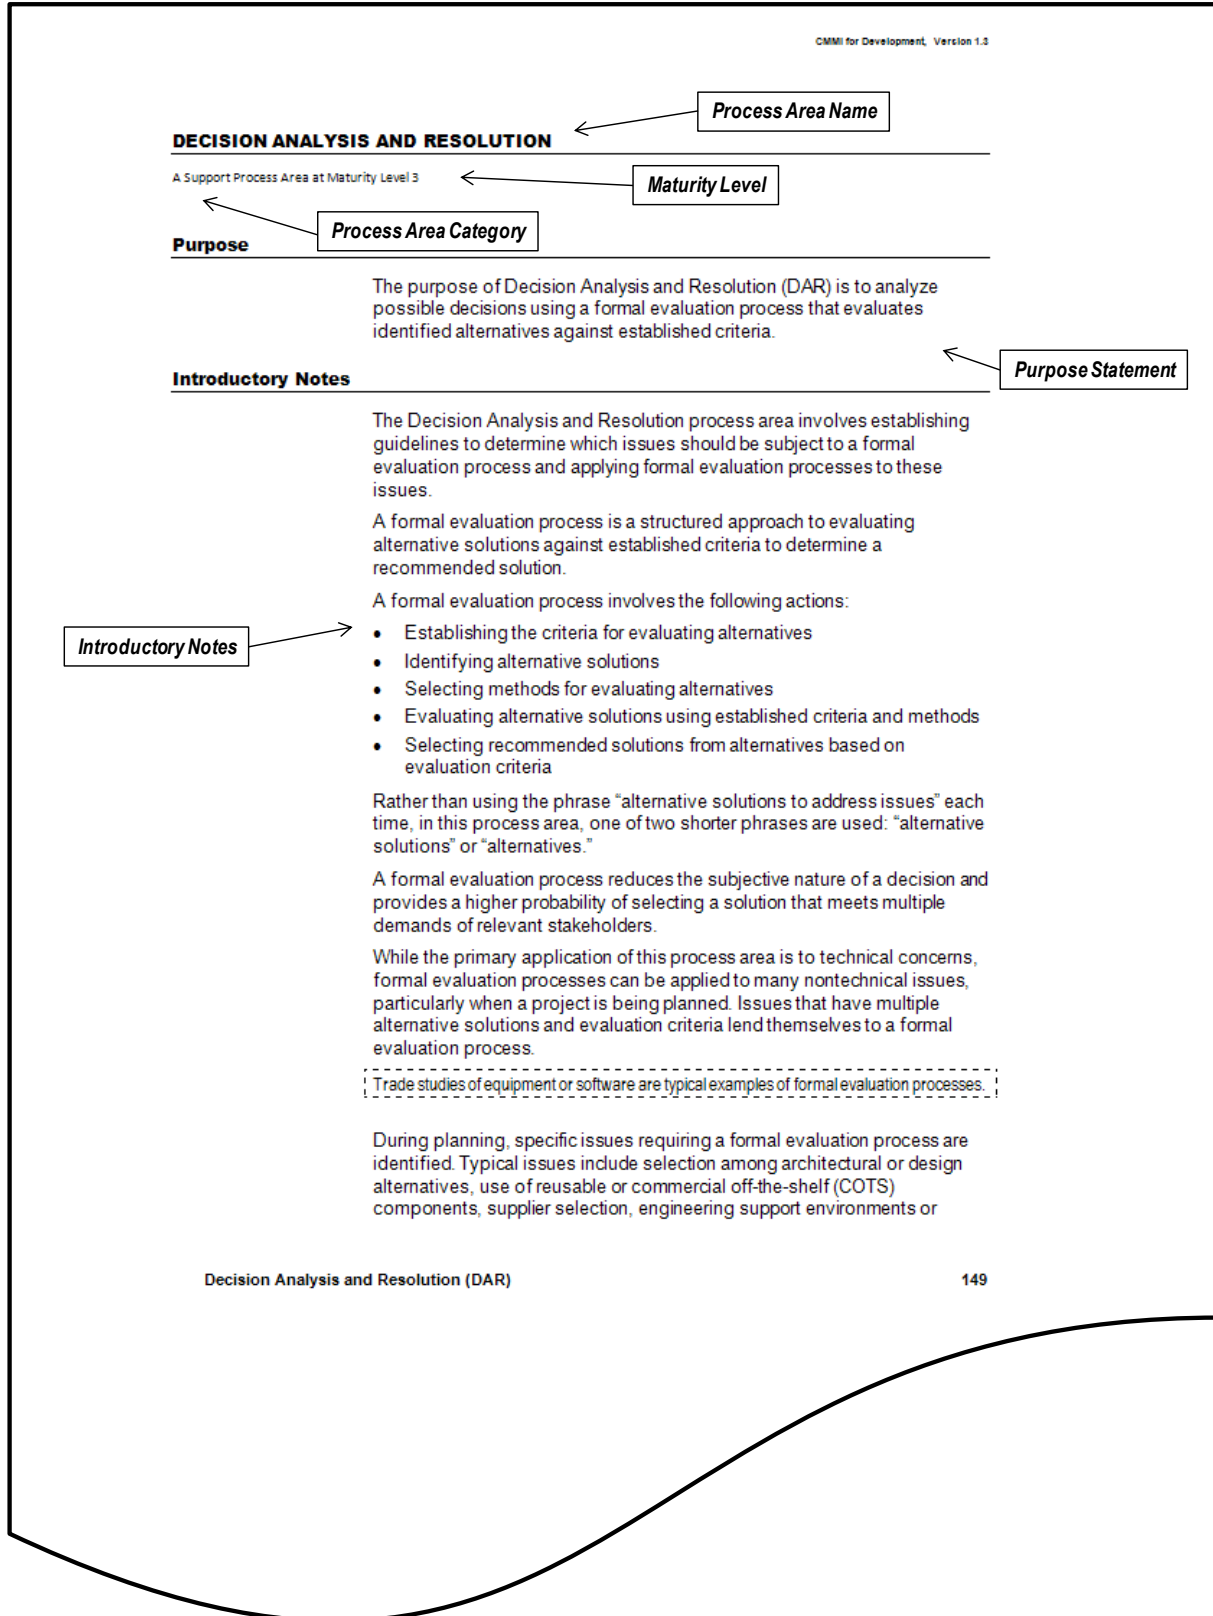 CMMI for Development, Version 1.3
Process Area Name
DECISION ANALYSIS AND RESOLUTION
A Support Process Area at Maturity Level 3
Maturity Level
Process Area Category
Purpose
The purpose of Decision Analysis and Resolution (DAR) is to analyze
possible decisions using a formal evaluation process that evaluates
identified alternatives against established criteria.
Purpose Statement
Introductory Notes
The Decision Analysis and Resolution process area involves establishing
guidelines to determine which issues should be subject to a formal
evaluation process and applying formal evaluation processes to these
issues.
A formal evaluation process is a structured approach to evaluating
alternative solutions against established criteria to determine a
recommended solution.
A formal evaluation process involves the following actions:
Introductory Notes
• Establishing the criteria for evaluating alternatives
• Identifying alternative solutions
• Selecting methods for evaluating alternatives
• Evaluating alternative solutions using established criteria and methods
• Selecting recommended solutions from alternatives based on
evaluation criteria
Rather than using the phrase “alternative solutions to address issues” each
time, in this process area, one of two shorter phrases are used: “alternative
solutions” or “alternatives.”
A formal evaluation process reduces the subjective nature of a decision and
provides a higher probability of selecting a solution that meets multiple
demands of relevant stakeholders.
While the primary application of this process area is to technical concerns,
formal evaluation processes can be applied to many nontechnical issues,
particularly when a project is being planned. Issues that have multiple
alternative solutions and evaluation criteria lend themselves to a formal
evaluation process.
Trade studies of equipment or software are typical examples of formal evaluation processes.
During planning, specific issues requiring a formal evaluation process are
identified. Typical issues include selection among architectural or design
alternatives, use of reusable or commercial off-the-shelf (COTS)
components, supplier selection, engineering support environments or
Decision Analysis and Resolution (DAR) 149